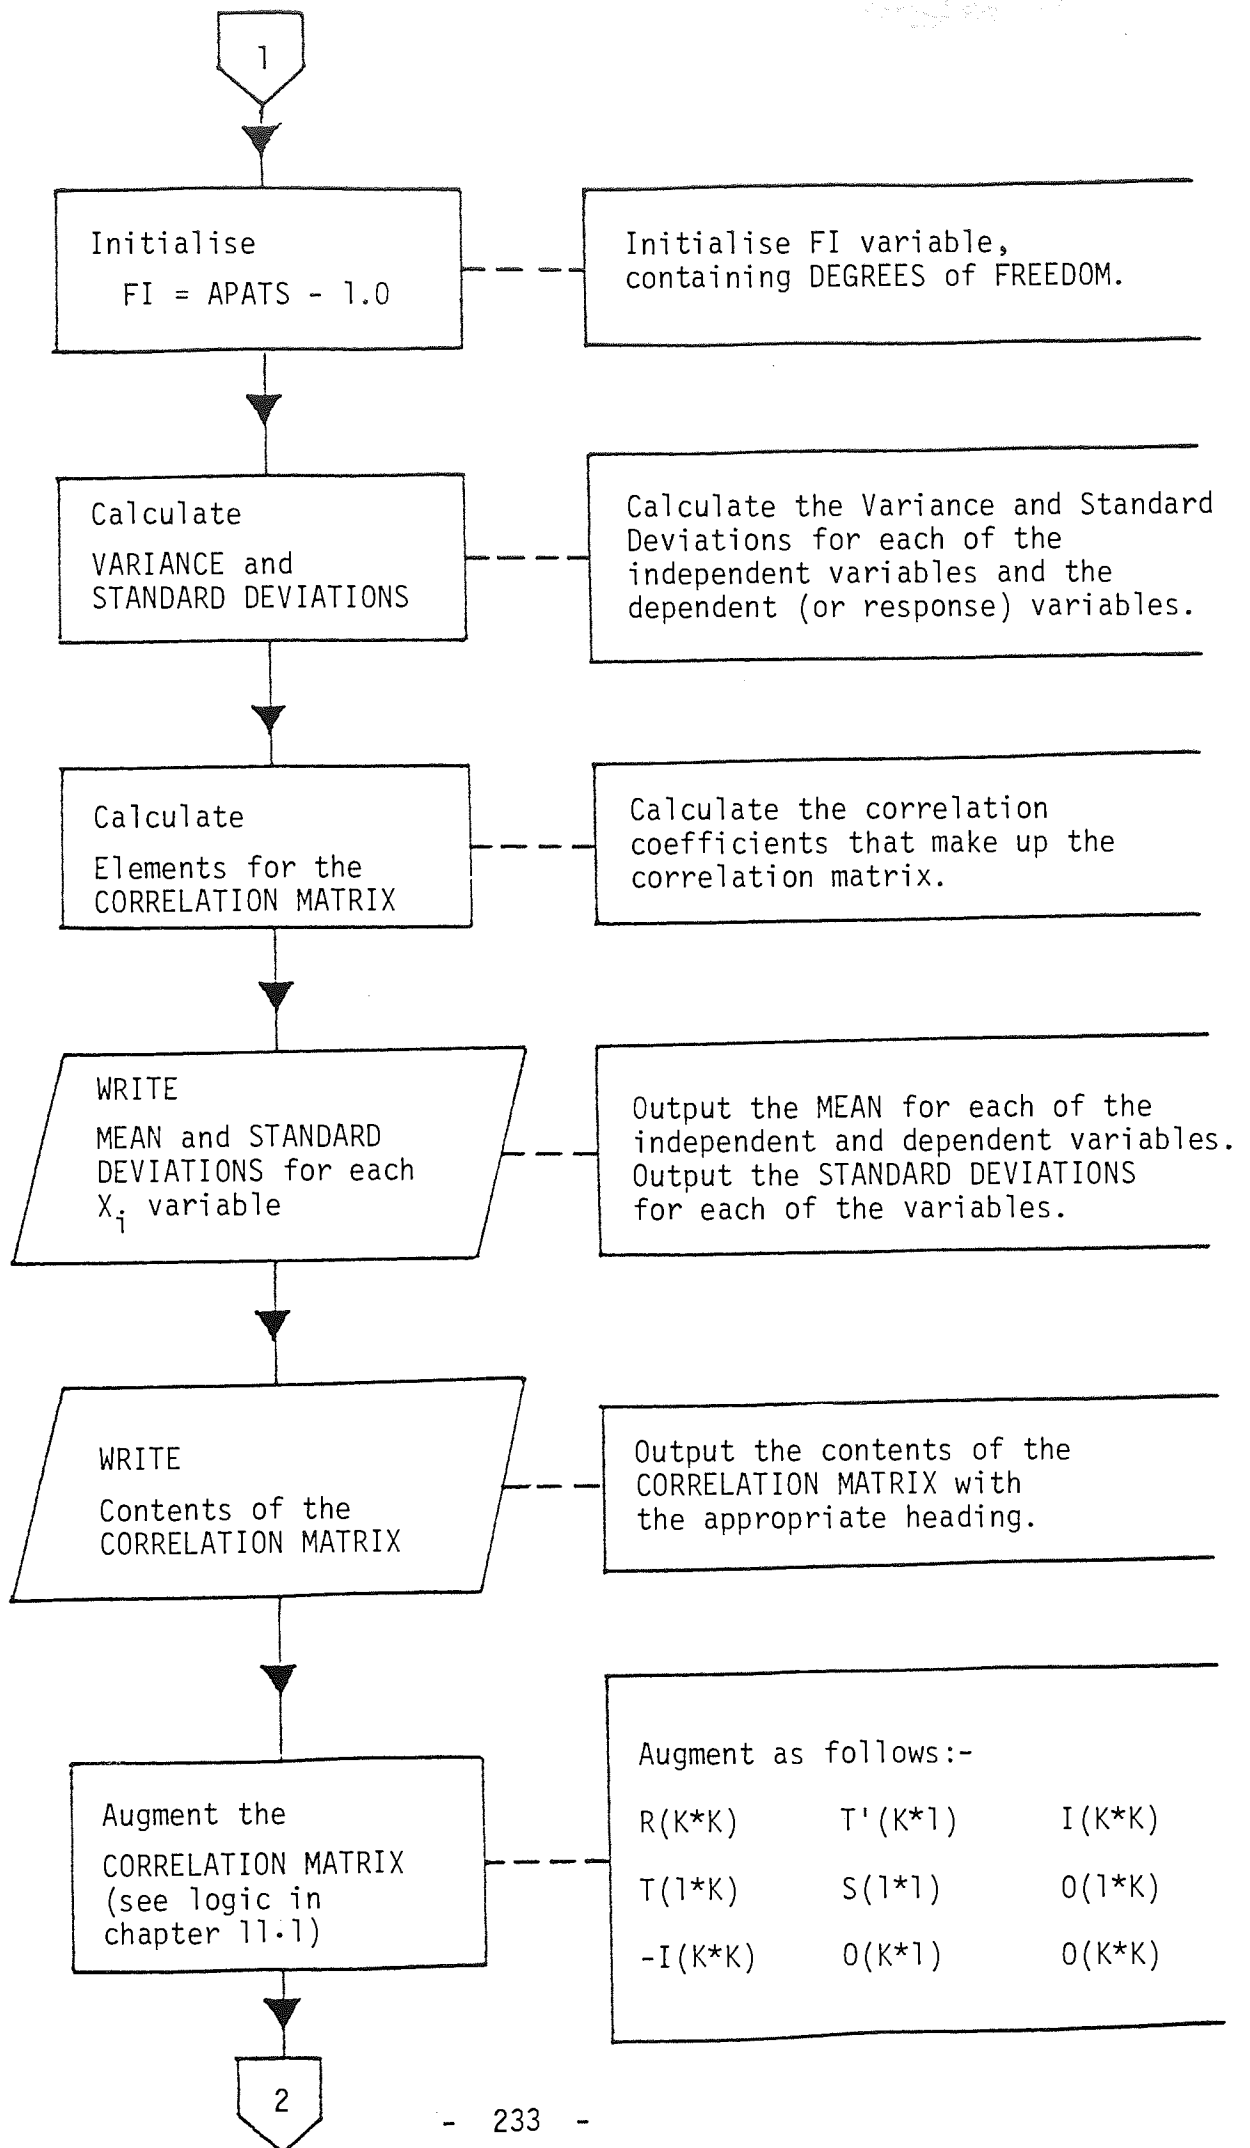 1
Initialise
FI = APATS - 1.0
Initialise FI variable,
containing DEGREES of FREEDOM.
Calculate
VARIANCE and
STANDARD DEVIATIONS
Calculate the Variance and Standard
Deviations for each of the
independent variables and the
dependent (or response) variables.
Calculate
Elements for the
CORRELATION MATRIX
Calculate the correlation
coefficients that make up the
correlation matrix.
WRITE
MEAN and STANDARD
DEVIATIONS for each
Xi variable
Output the MEAN for each of the
independent and dependent variables.
Output the STANDARD DEVIATIONS
for each of the variables.
WRITE
Contents of the
CORRELATION MATRIX
Output the contents of the
CORRELATION MATRIX with
the appropriate heading.
Augment the
CORRELATION MATRIX
(see logic in
chapter 11.1)
Augment as follows:-
R(K*K) T'(K*1) I(K*K)
T(1*K) S(1*1) O(1*K)
-I(K*K) O(K*1) O(K*K)
2
- 233 -